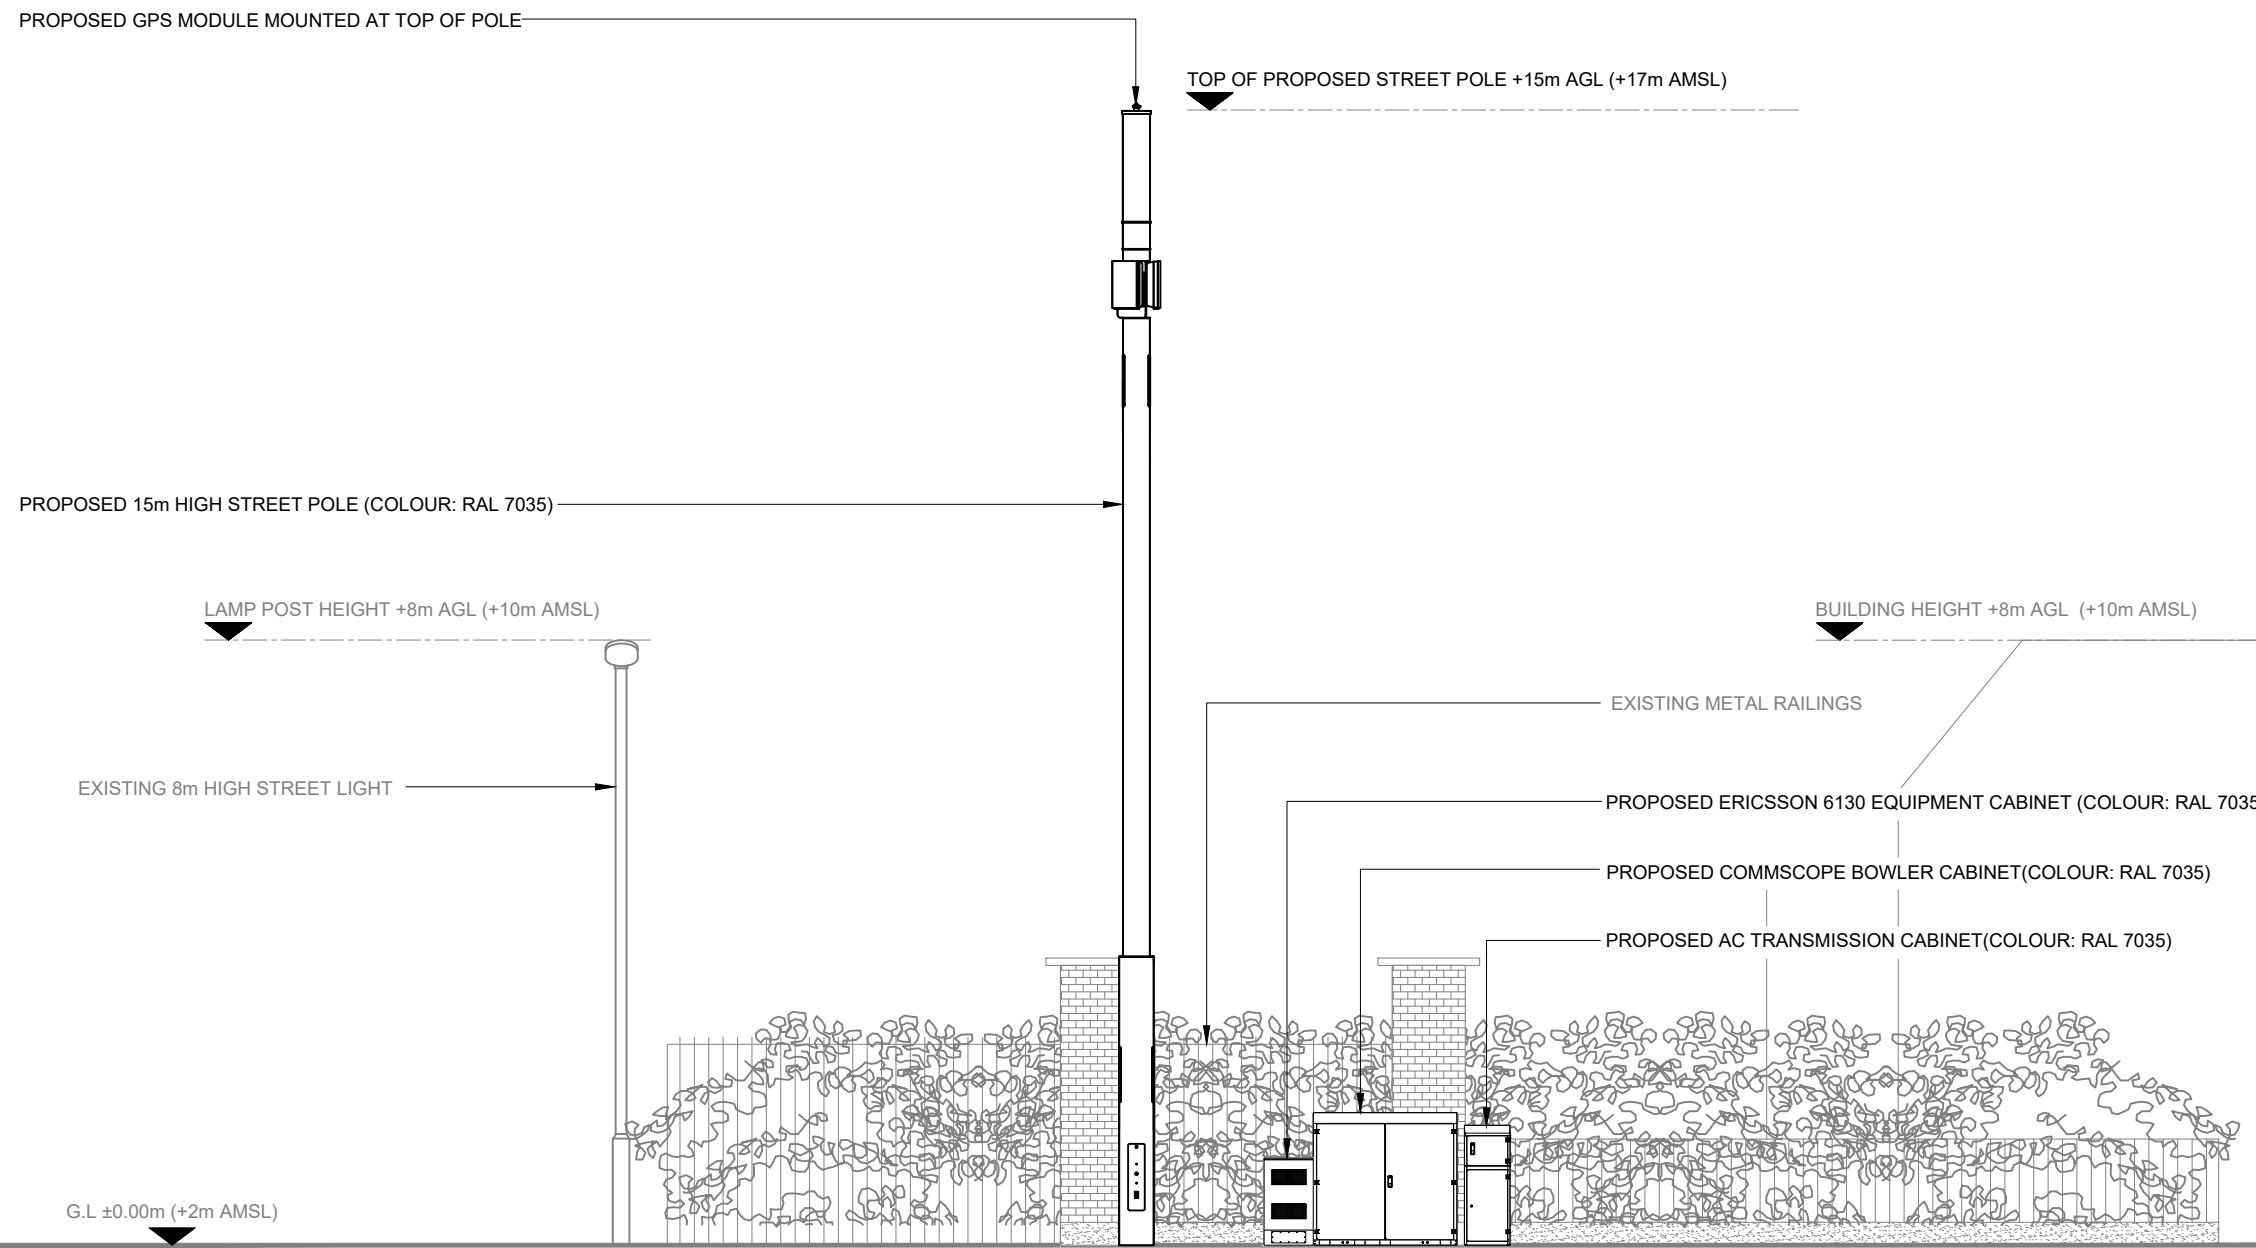 PROPOSED GPS MODULE MOUNTED AT TOP OF POLE
TOP OF PROPOSED STREET POLE +15m AGL (+17m AMSL)
PROPOSED 15m HIGH STREET POLE (COLOUR: RAL 7035)
LAMP POST HEIGHT +8m AGL (+10m AMSL)
BUILDING HEIGHT +8m AGL (+10m AMSL)
EXISTING METAL RAILINGS
EXISTING 8m HIGH STREET LIGHT
PROPOSED ERICSSON 6130 EQUIPMENT CABINET (COLOUR: RAL 7035
PROPOSED COMMSCOPE BOWLER CABINET(COLOUR: RAL 7035)
PROPOSED AC TRANSMISSION CABINET(COLOUR: RAL 7035)
G.L ±0.00m (+2m AMSL)